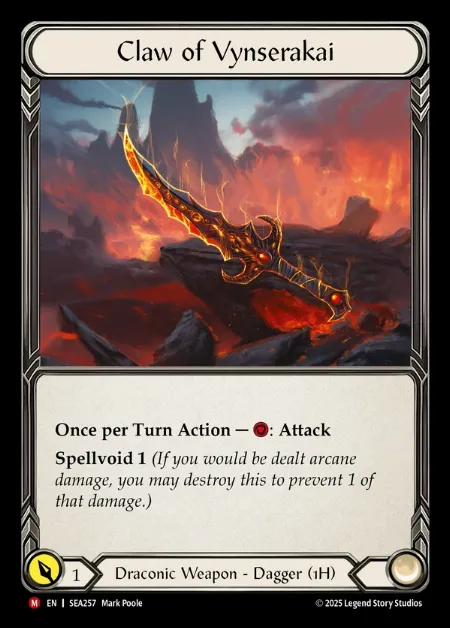 Claw of Vynserakai
Once per Turn Action — : Attack
Spellvoid 1 (If you would be dealt arcane
damage, you may destroy this to prevent 1 of
that damage.)
1
Draconic Weapon - Dagger (1H)
M EN | SEA257 Mark Poole
© 2025 Legend Story Studios